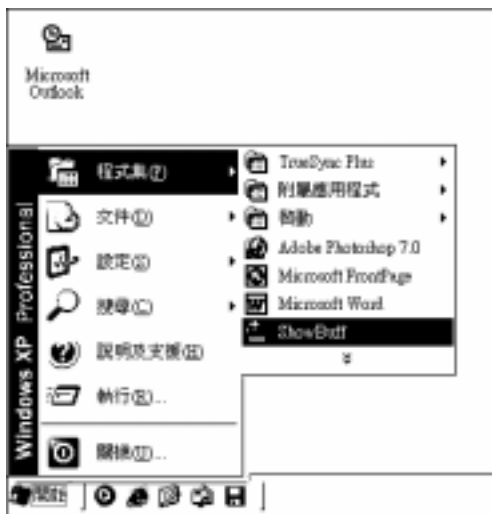 Microsoft
Outlook
Windows XP Professional
程式集(P)
文件(D)
設定(S)
搜尋(C)
說明及支援(H)
執行(R)...
關機(U)...
TrueSync Plus
附屬應用程式
啟動
Adobe Photoshop 7.0
Microsoft FrontPage
Microsoft Word
ShowBuff
開始